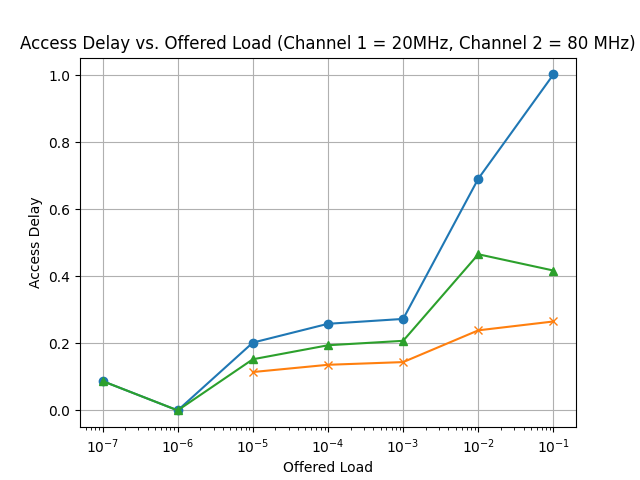 Access Delay vs. Offered Load (Channel 1 = 20MHz, Channel 2 = 80 MHz)
1.0
0.8
0.6
0.4
0.2
0.0
Access Delay
10⁻⁷ 10⁻⁶ 10⁻⁵ 10⁻⁴ 10⁻³ 10⁻² 10⁻¹
Offered Load